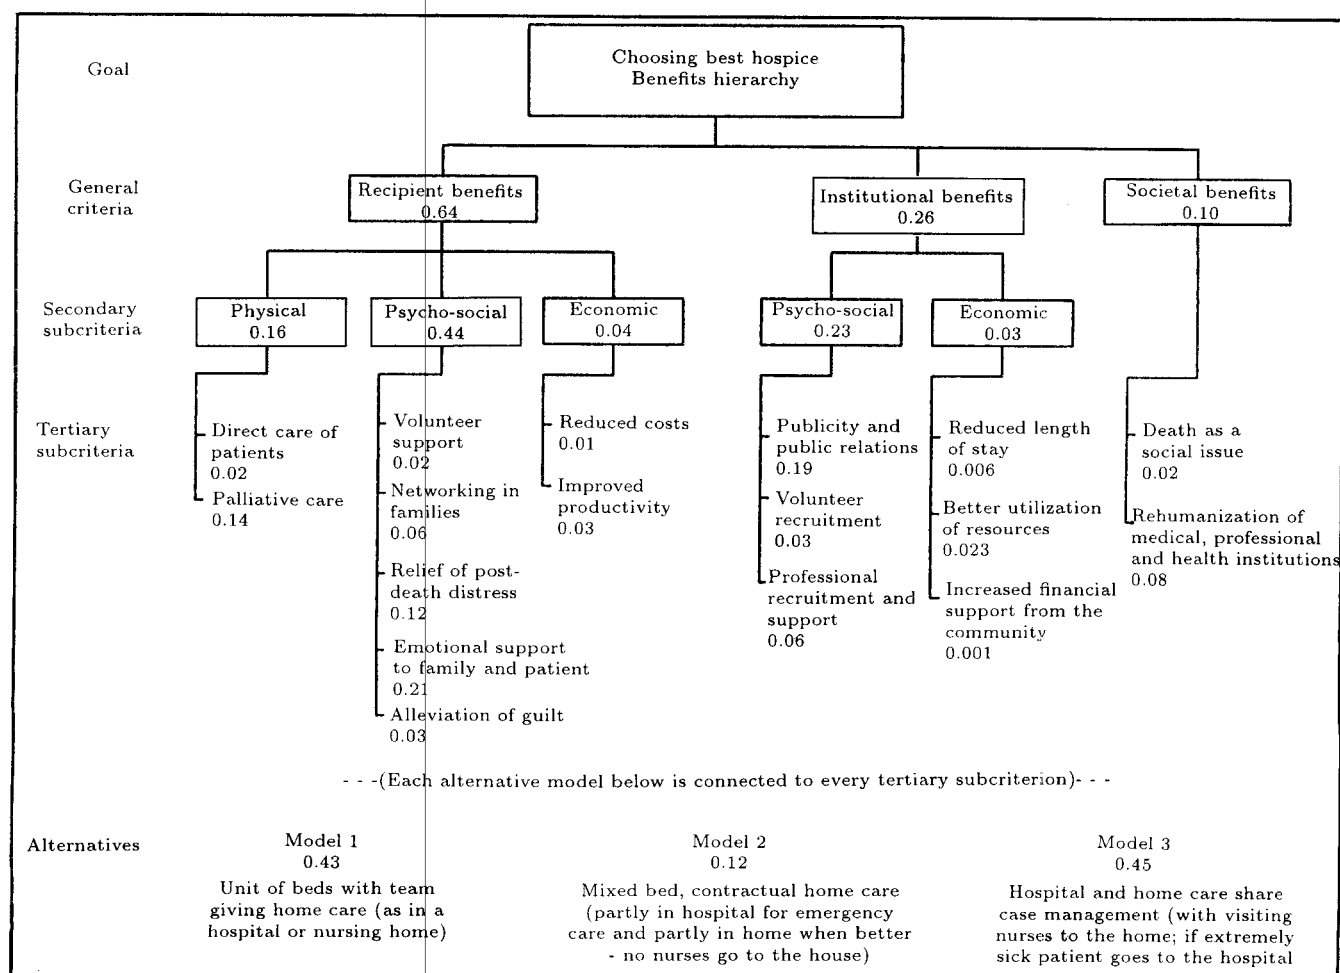 Goal
Choosing best hospice
Benefits hierarchy
General
criteria
Recipient benefits
0.64
Institutional benefits
0.26
Societal benefits
0.10
Secondary
subcriteria
Physical
0.16
Psycho-social
0.44
Economic
0.04
Psycho-social
0.23
Economic
0.03
Tertiary
subcriteria
Direct care of
patients
0.02
Palliative care
0.14
Volunteer
support
0.02
Networking in
families
0.06
Relief of post-
death distress
0.12
Emotional support
to family and patient
0.21
Alleviation of guilt
0.03
Reduced costs
0.01
Improved
productivity
0.03
Publicity and
public relations
0.19
Volunteer
recruitment
0.03
Professional
recruitment and
support
0.06
Reduced length
of stay
0.006
Better utilization
of resources
0.023
Increased financial
support from the
community
0.001
Death as a
social issue
0.02
Rehumanization of
medical, professional
and health institutions
0.08
- - -(Each alternative model below is connected to every tertiary subcriterion)- - -
Alternatives
Model 1
0.43
Unit of beds with team
giving home care (as in a
hospital or nursing home)
Model 2
0.12
Mixed bed, contractual home care
(partly in hospital for emergency
care and partly in home when better
- no nurses go to the house)
Model 3
0.45
Hospital and home care share
case management (with visiting
nurses to the home; if extremely
sick patient goes to the hospital